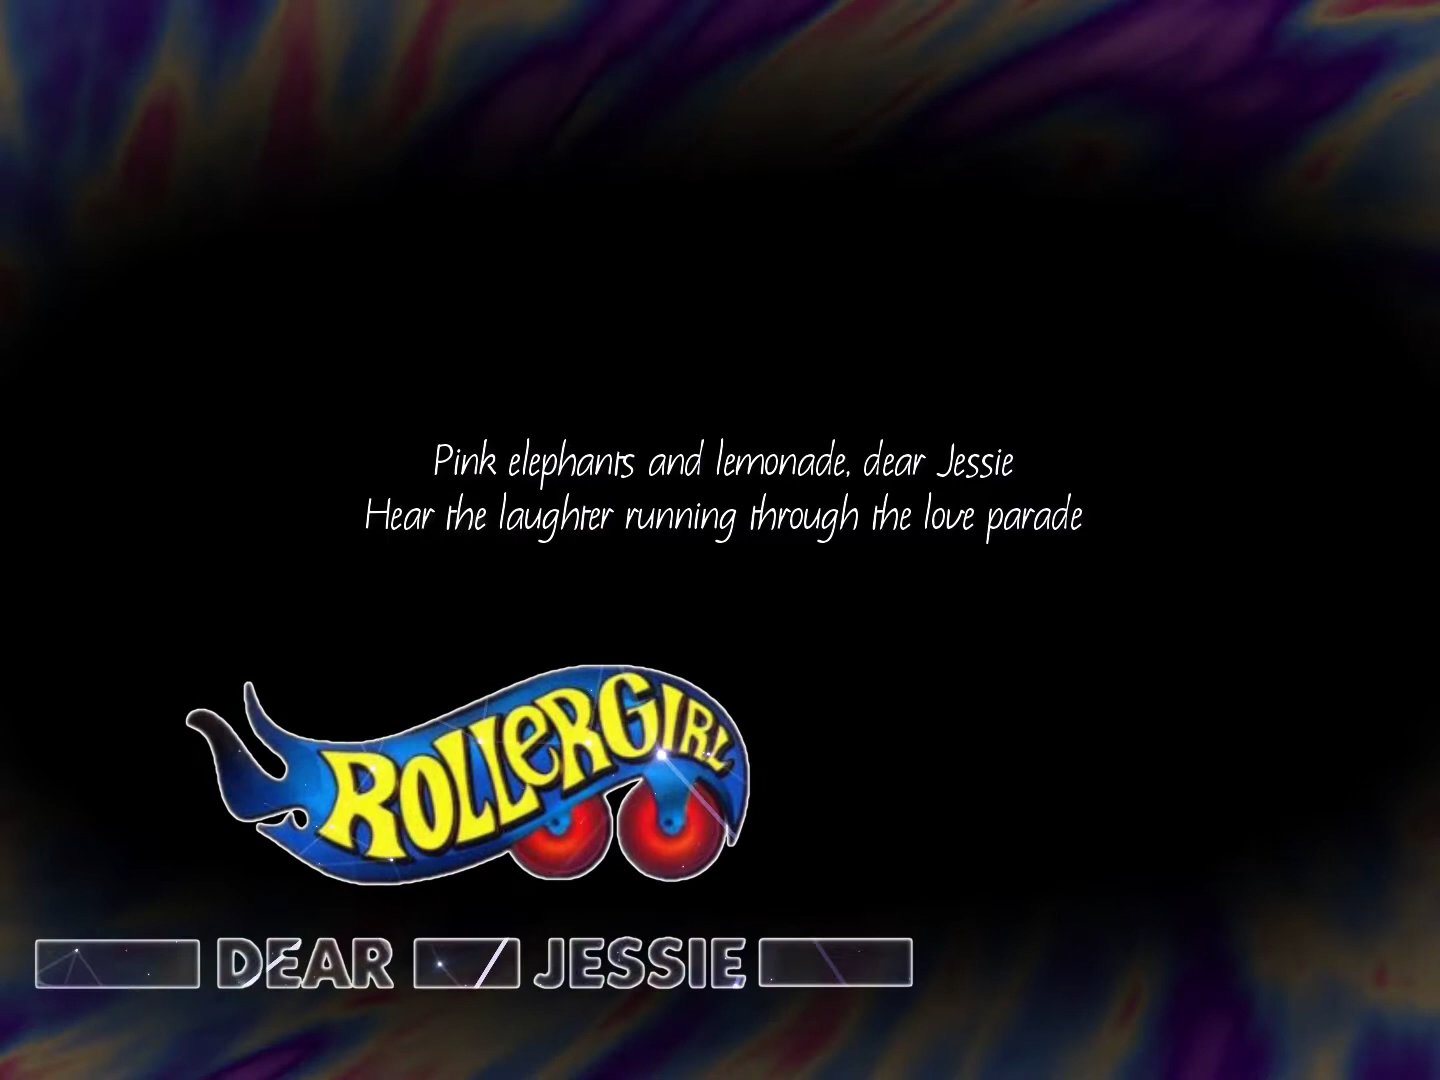 Pink elephants and lemonade, dear Jessie
Hear the laughter running through the love parade
ROLLERGIRL
DEAR JESSIE